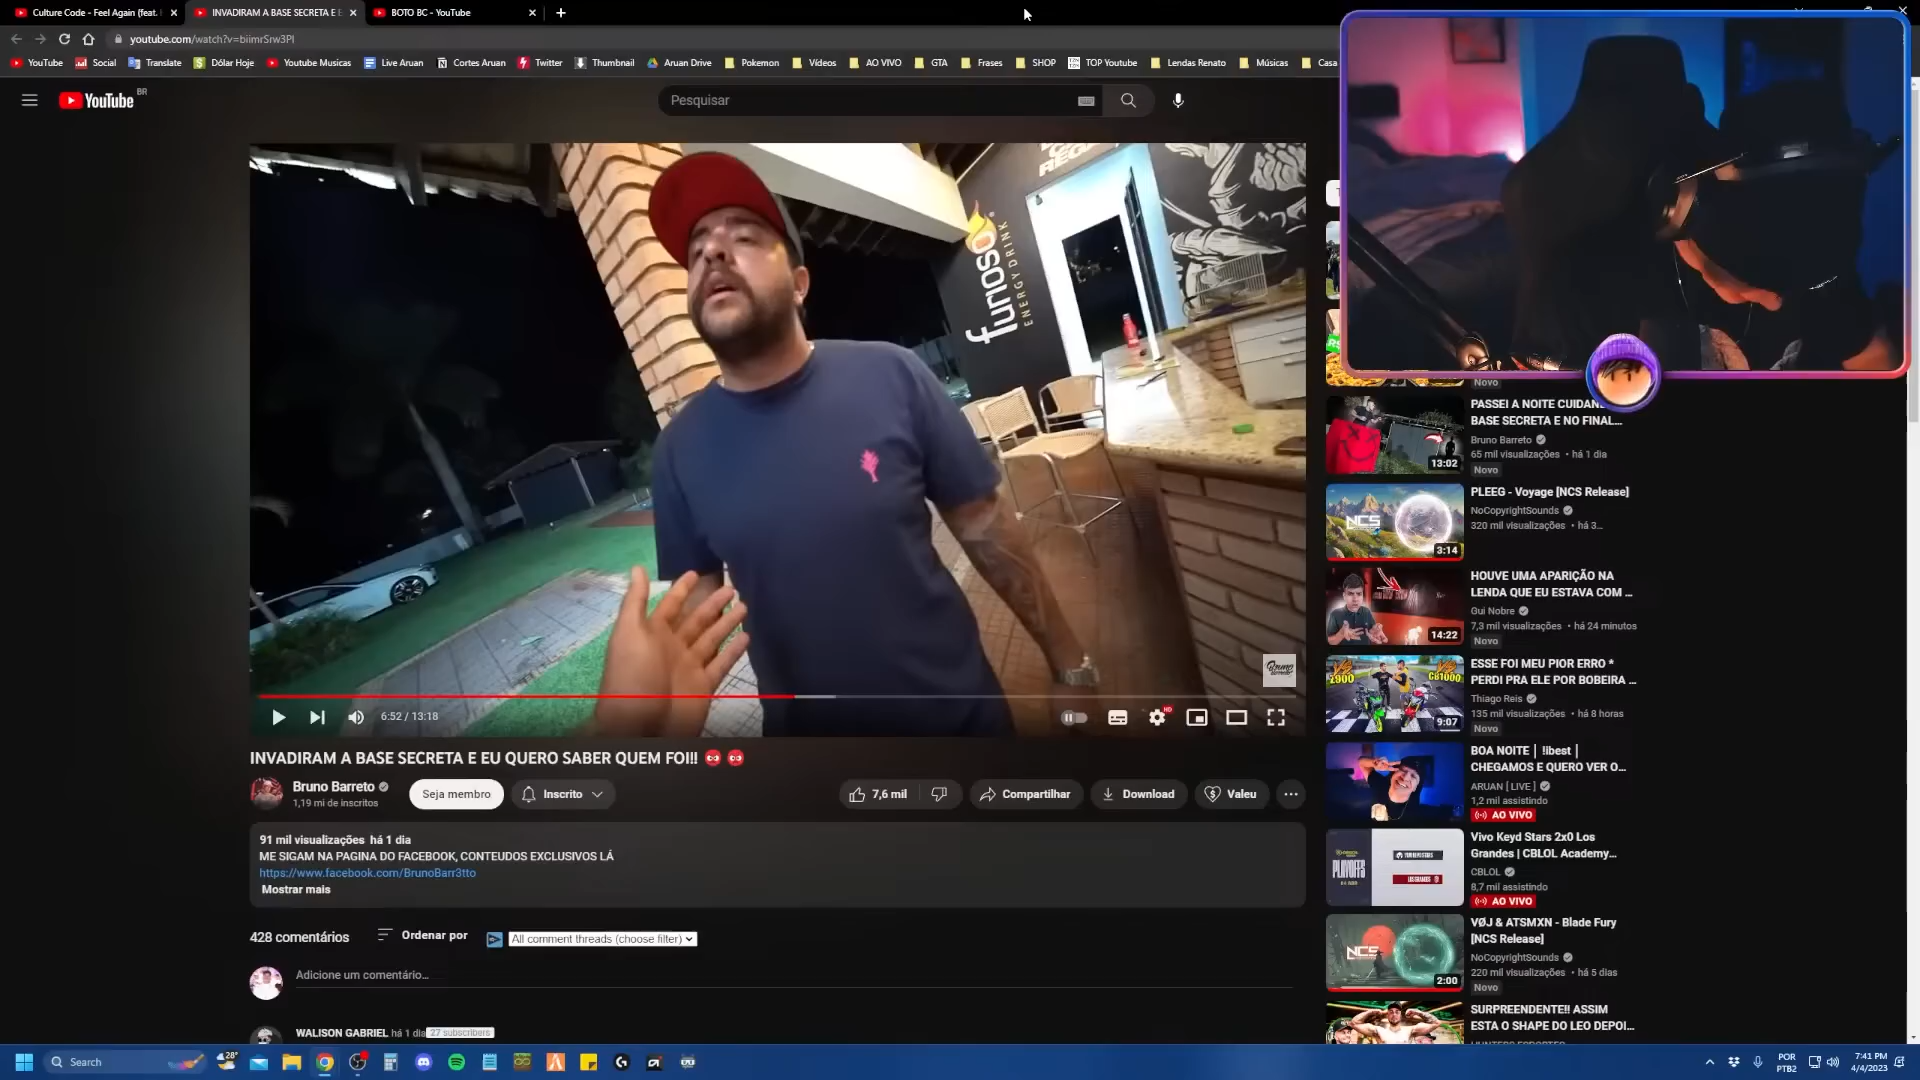 Culture Code - Feel Again (feat.
INVADIRAM A BASE SECRETA E E
BOTO BC - YouTube
youtube.com/watch?v=biimrSrw3PI
YouTube
Social
Translate
Dólar Hoje
Youtube Musicas
Live Aruan
Cortes Aruan
Twitter
Thumbnail
Aruan Drive
Pokemon
Vídeos
AO VIVO
GTA
Frases
SHOP
TOP Youtube
Lendas Renato
Músicas
Casa
YouTube BR
Pesquisar
furioso
ENERGY DRINK
6:52 / 13:18
HD
INVADIRAM A BASE SECRETA E EU QUERO SABER QUEM FOI!!
Bruno Barreto
1,19 mi de inscritos
Seja membro
Inscrito
7,6 mil
Compartilhar
Download
Valeu
91 mil visualizações há 1 dia
ME SIGAM NA PAGINA DO FACEBOOK, CONTEUDOS EXCLUSIVOS LÁ
https://www.facebook.com/BrunoBarr3tto
Mostrar mais
428 comentários
Ordenar por
All comment threads (choose filter)
Adicione um comentário...
WALISON GABRIEL há 1 dia 27 subscribers
Novo
PASSEI A NOITE CUIDAN
BASE SECRETA E NO FINAL...
Bruno Barreto
65 mil visualizações • há 1 dia
Novo
13:02
PLEEG - Voyage [NCS Release]
NoCopyrightSounds
320 mil visualizações • há 3...
NCS
3:14
HOUVE UMA APARIÇÃO NA
LENDA QUE EU ESTAVA COM ...
Gui Nobre
7,3 mil visualizações • há 24 minutos
Novo
14:22
ESSE FOI MEU PIOR ERRO *
PERDI PRA ELE POR BOBEIRA ...
Thiago Reis
135 mil visualizações • há 8 horas
Novo
Z900
CB1000
9:07
BOA NOITE | !ibest |
CHEGAMOS E QUERO VER O...
ARUAN [ LIVE ]
1,2 mil assistindo
AO VIVO
Vivo Keyd Stars 2x0 Los
Grandes | CBLOL Academy...
CBLOL
8,7 mil assistindo
AO VIVO
PLAYOFFS
VØJ & ATSMXN - Blade Fury
[NCS Release]
NoCopyrightSounds
220 mil visualizações • há 5 dias
Novo
NCS
2:00
SURPREENDENTE!! ASSIM
ESTA O SHAPE DO LEO DEPOI...
28°
Search
POR
PTB2
7:41 PM
4/4/2023